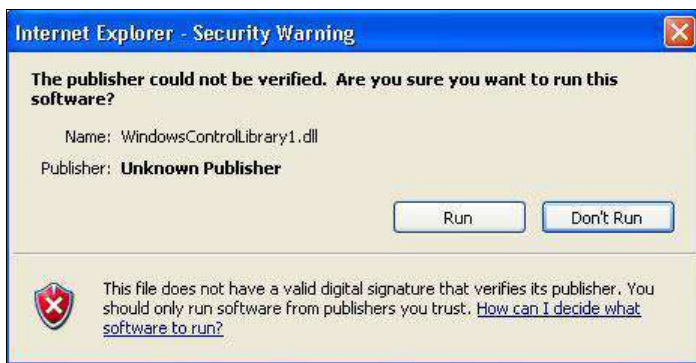 Internet Explorer - Security Warning
The publisher could not be verified. Are you sure you want to run this
software?
Name: WindowsControlLibrary1.dll
Publisher: Unknown Publisher
Run Don't Run
This file does not have a valid digital signature that verifies its publisher. You
should only run software from publishers you trust. How can I decide what
software to run?